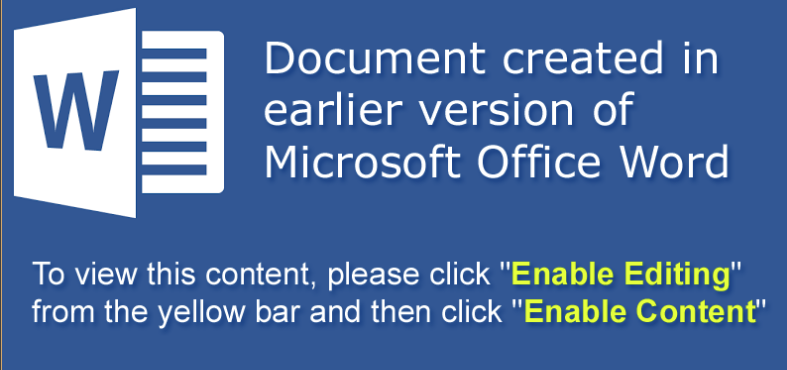 W
Document created in
earlier version of
Microsoft Office Word
To view this content, please click "Enable Editing"
from the yellow bar and then click "Enable Content"